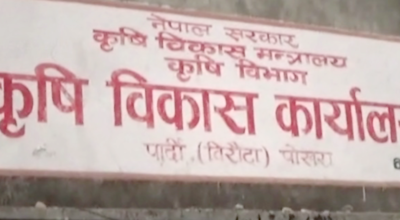 नेपाल सरकार
कृषि विकास मन्त्रालय
कृषि विभाग
कृषि विकास कार्याल
पार्दी, (विरौटा) पोखरा